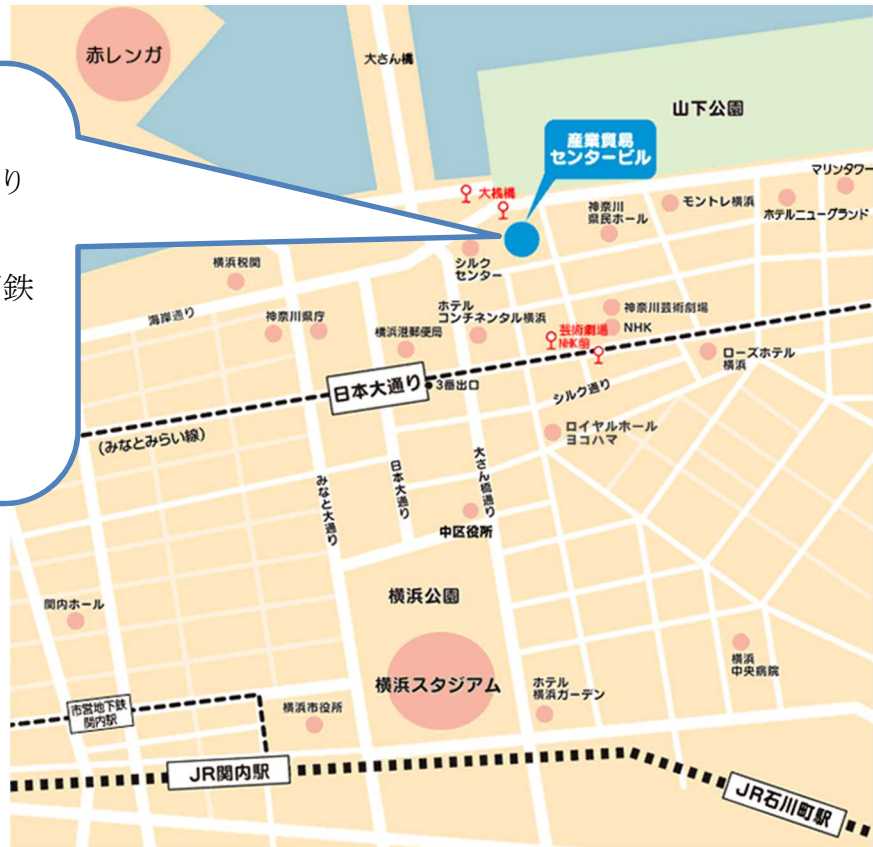 赤レンガ
大さん橋
山下公園
産業貿易
センタービル
り
鉄
大桟橋
マリンタワー
モントレ横浜
ホテルニューグランド
神奈川
県民ホール
シルク
センター
横浜税関
海岸通り
神奈川県庁
横浜港郵便局
ホテル
コンチネンタル横浜
神奈川芸術劇場
NHK
芸術劇場
NHK前
ローズホテル
横浜
日本大通り
3番出口
シルク通り
(みなとみらい線)
ロイヤルホール
ヨコハマ
みなと大通り
日本大通り
大さん橋通り
中区役所
関内ホール
横浜公園
横浜スタジアム
横浜
中央病院
ホテル
横浜ガーデン
市営地下鉄
関内駅
横浜市役所
JR関内駅
JR石川町駅